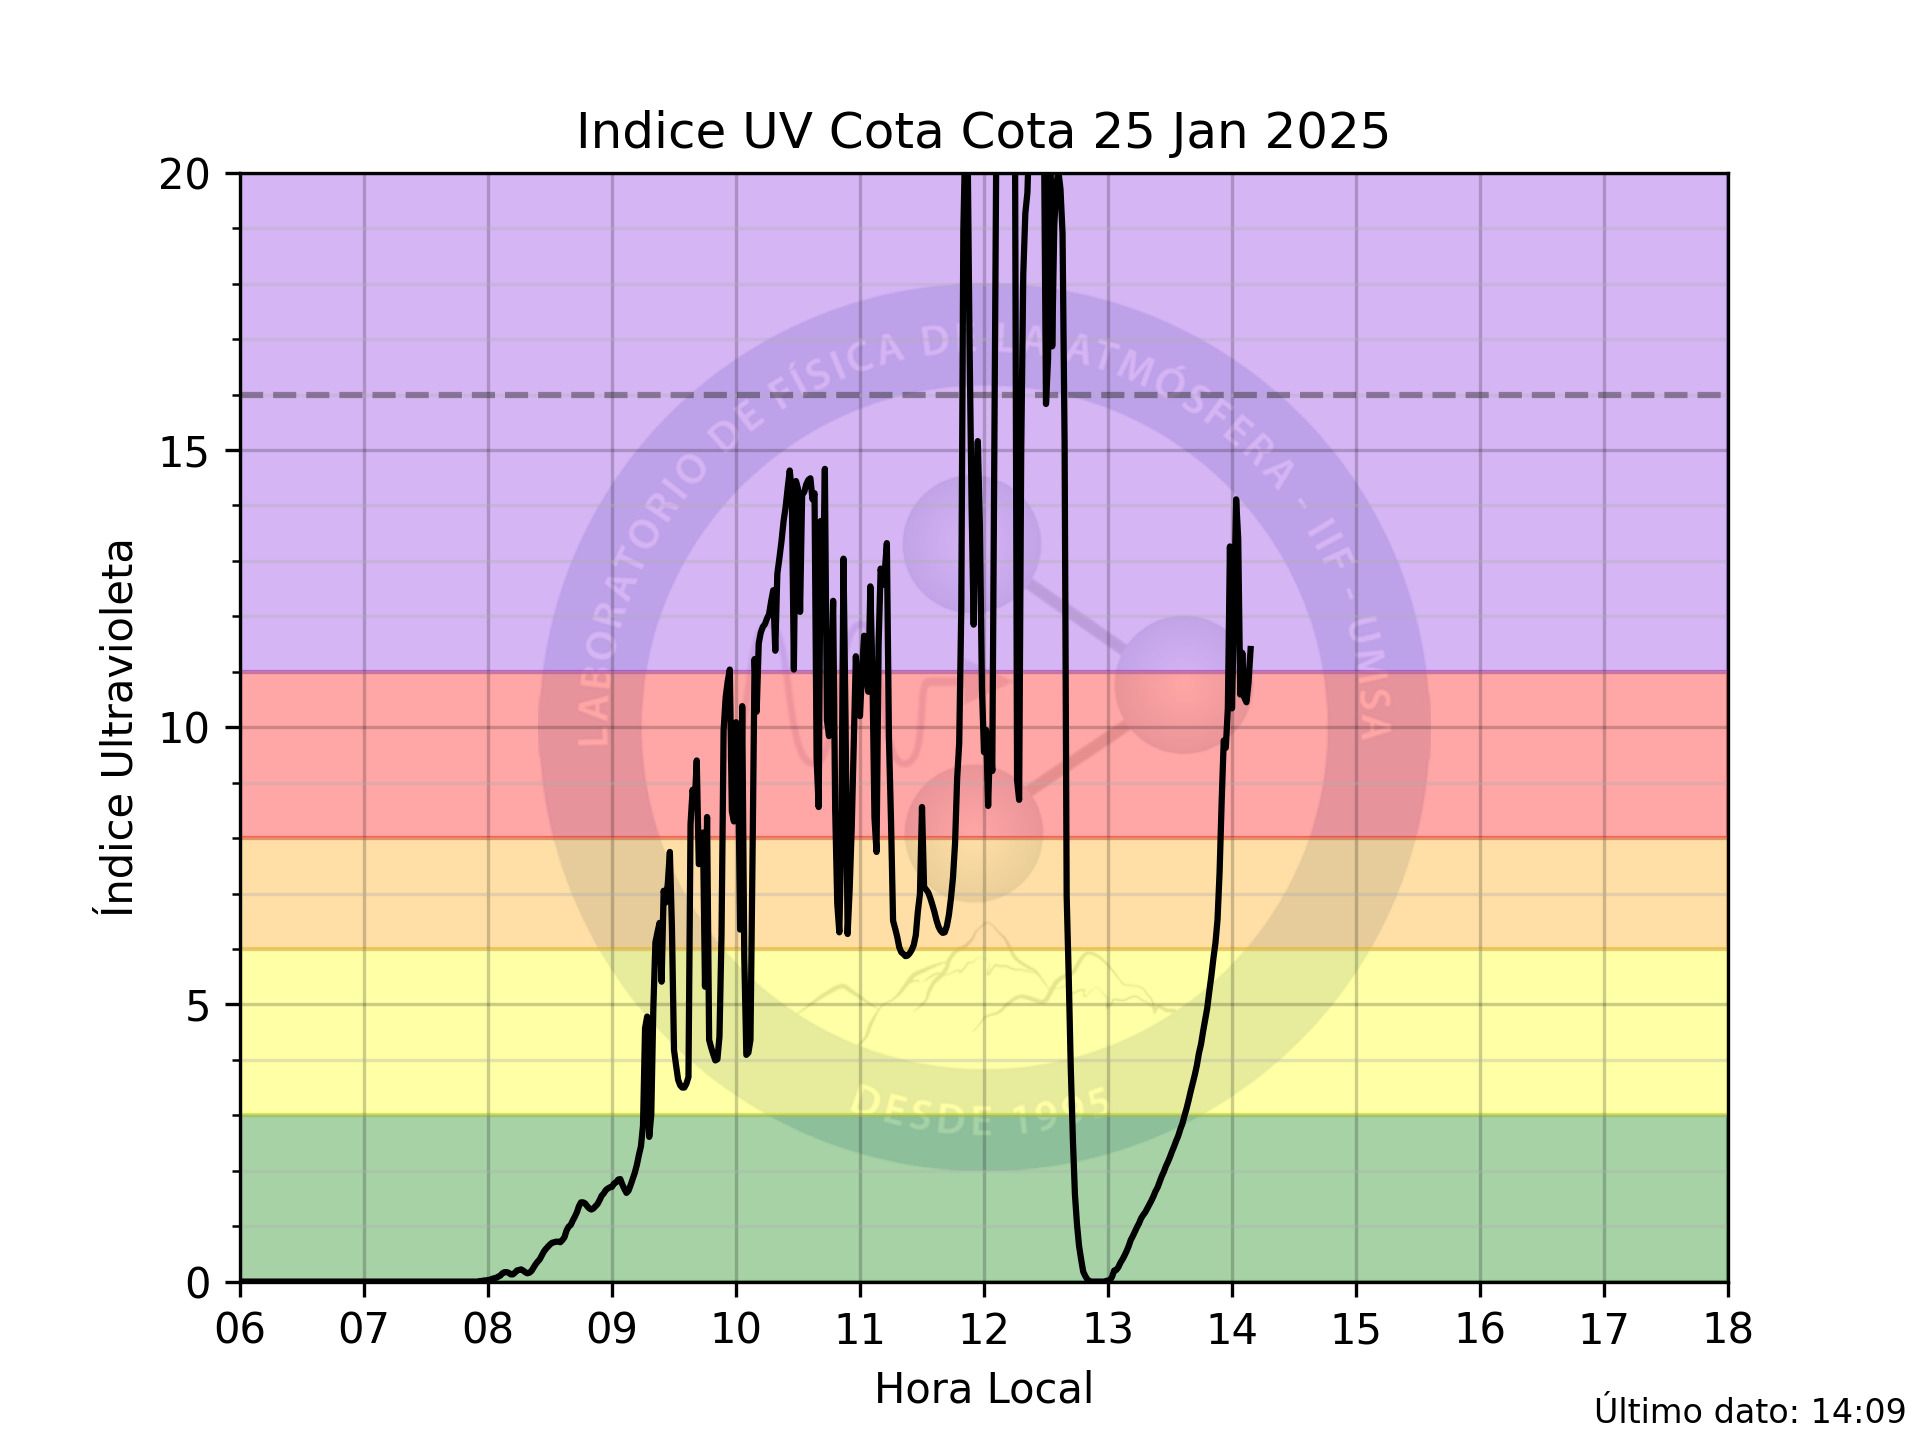 Indice UV Cota Cota 25 Jan 2025
20
15
10
5
0
Índice Ultravioleta
LABORATORIO DE FÍSICA DE LA ATMÓSFERA - IIF - UMSA
DESDE 1995
06 07 08 09 10 11 12 13 14 15 16 17 18
Hora Local
Último dato: 14:09